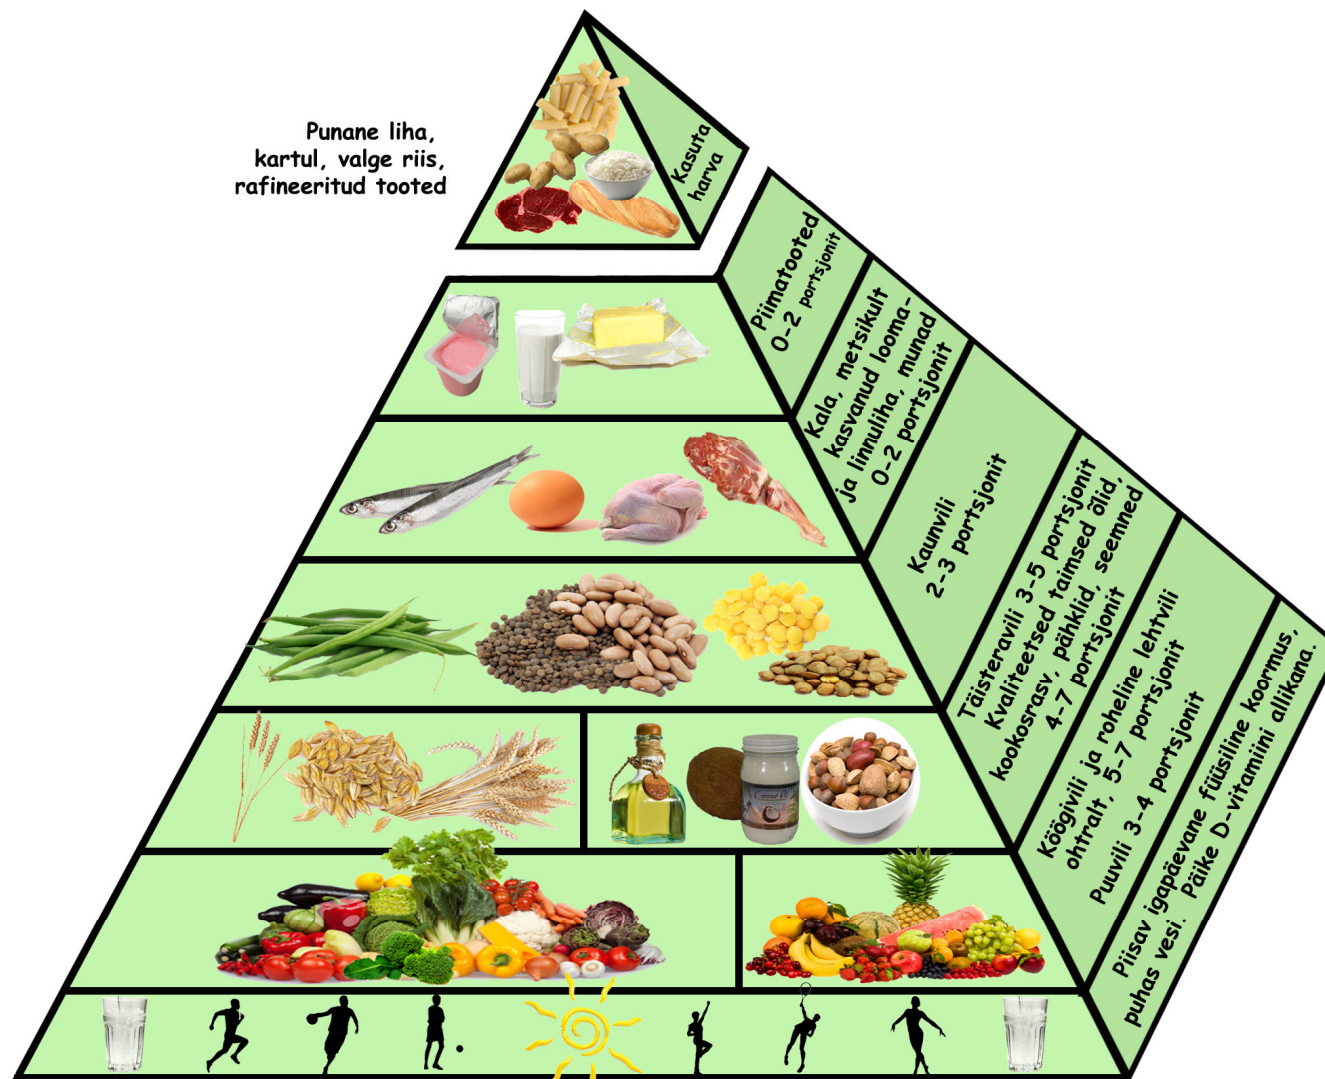 Punane liha,
kartul, valge riis,
rafineeritud tooted
Kasuta
harva
Piimatooted
0-2 portsjonit
Kala, metsikult
kasvanud looma-
ja linnuliha, munad
0-2 portsjonit
Kaunvili
2-3 portsjonit
Täisteravili 3-5 portsjonit
Kvaliteetsed taimsed õlid,
kookosrasv, pähklid, seemned
4-7 portsjonit
Köögivili ja roheline lehtvili
ohtralt, 5-7 portsjonit
Puuvili 3-4 portsjonit
Piisav igapäevane füüsiline koormus,
puhas vesi. Päike D-vitamiini allikana.